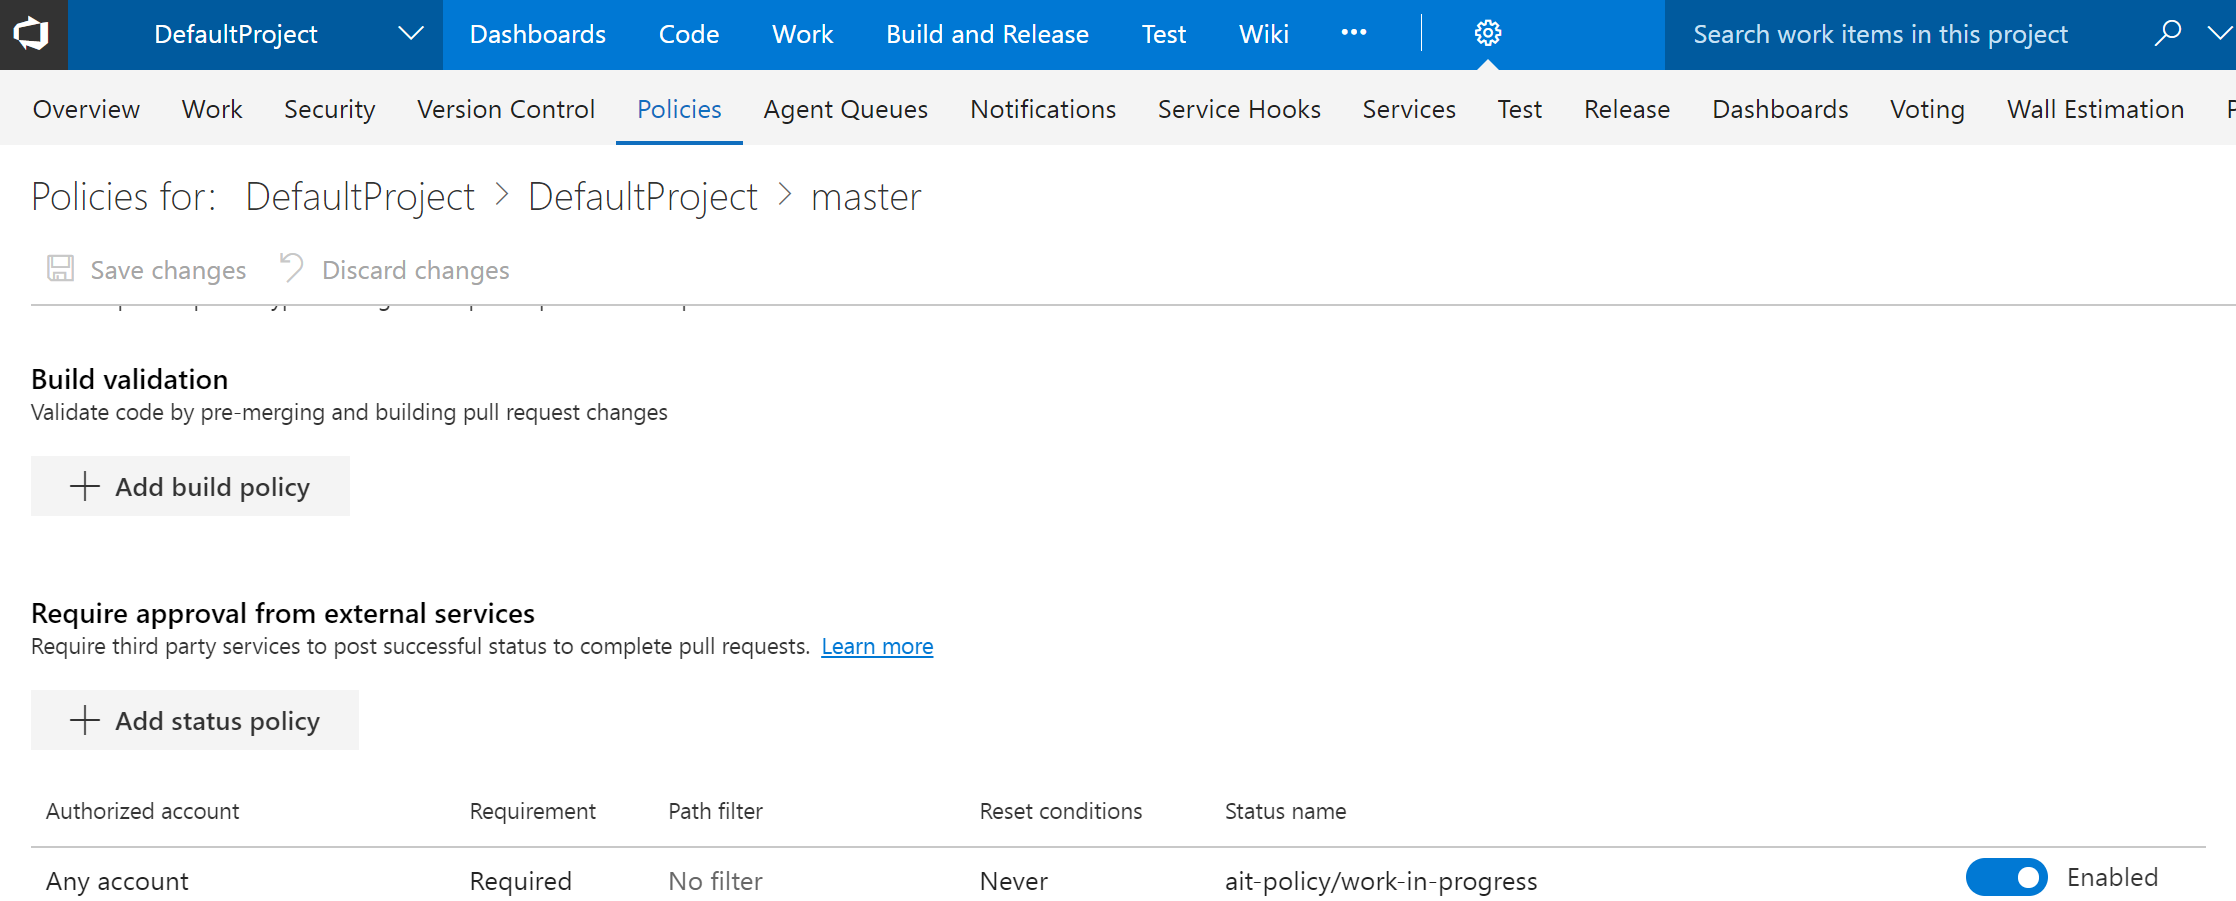 DefaultProject Dashboards Code Work Build and Release Test Wiki ••• Search work items in this project
Overview Work Security Version Control Policies Agent Queues Notifications Service Hooks Services Test Release Dashboards Voting Wall Estimation
Policies for: DefaultProject > DefaultProject > master
Save changes Discard changes
Build validation
Validate code by pre-merging and building pull request changes
+ Add build policy
Require approval from external services
Require third party services to post successful status to complete pull requests. Learn more
+ Add status policy
Authorized account Requirement Path filter Reset conditions Status name
Any account Required No filter Never ait-policy/work-in-progress Enabled